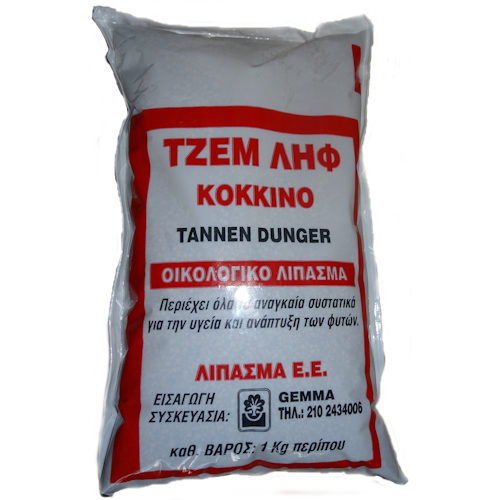 ΤΖΕΜ ΛΗΦ
ΚΟΚΚΙΝΟ
TANNEN DUNGER
ΟΙΚΟΛΟΓΙΚΟ ΛΙΠΑΣΜΑ
Περιέχει όλα τα αναγκαία συστατικά
για την υγεία και ανάπτυξη των φυτών.
ΛΙΠΑΣΜΑ Ε.Ε.
ΕΙΣΑΓΩΓΗ
ΣΥΣΚΕΥΑΣΙΑ:
GEMMA
ΤΗΛ.: 210 2434006
καθ. ΒΑΡΟΣ: 1 Kg περίπου